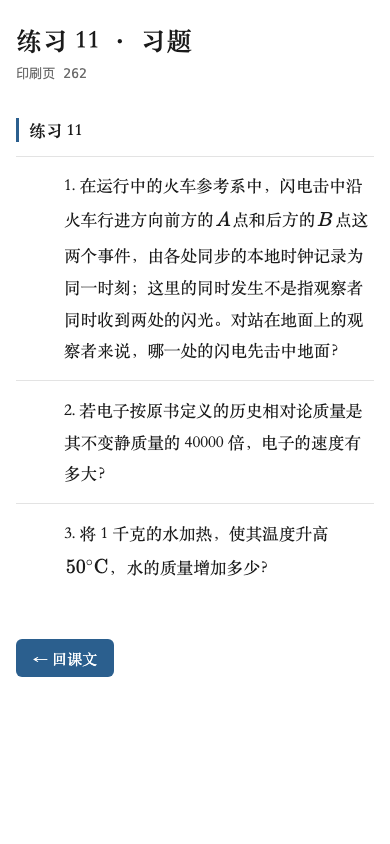 练习 11 · 习题
印刷页 262
练习 11
1. 在运行中的火车参考系中，闪电击中沿
火车行进方向前方的 A 点和后方的 B 点这
两个事件，由各处同步的本地时钟记录为
同一时刻；这里的同时发生不是指观察者
同时收到两处的闪光。对站在地面上的观
察者来说，哪一处的闪电先击中地面?
2. 若电子按原书定义的历史相对论质量是
其不变静质量的 40000 倍，电子的速度有
多大?
3. 将 1 千克的水加热，使其温度升高
50°C，水的质量增加多少?
← 回课文